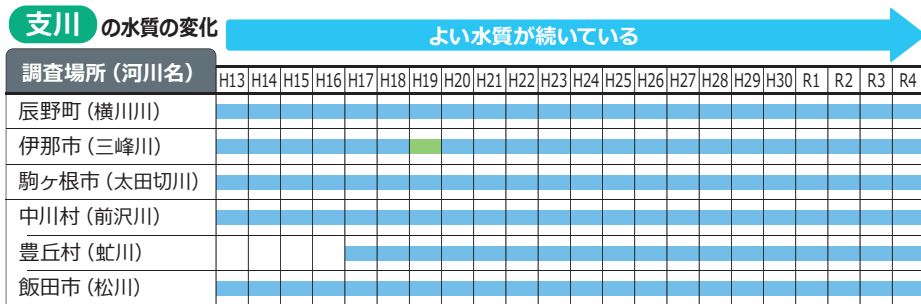 支川 の水質の変化
よい水質が続いている
調査場所（河川名） H13 H14 H15 H16 H17 H18 H19 H20 H21 H22 H23 H24 H25 H26 H27 H28 H29 H30 R1 R2 R3 R4
辰野町（横川川）
伊那市（三峰川）
駒ヶ根市（太田切川）
中川村（前沢川）
豊丘村（虻川）
飯田市（松川）